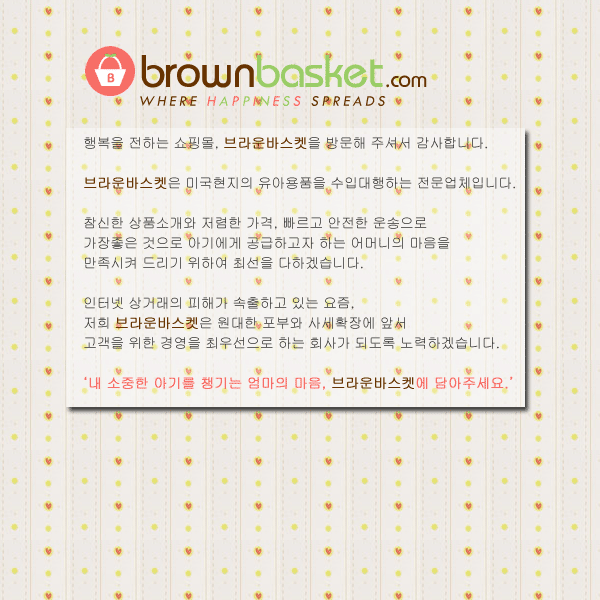 B
brownbasket.com
WHERE HAPPINESS SPREADS
행복을 전하는 쇼핑몰, 브라운바스켓을 방문해 주셔서 감사합니다.
브라운바스켓은 미국현지의 유아용품을 수입대행하는 전문업체입니다.
참신한 상품소개와 저렴한 가격, 빠르고 안전한 운송으로
가장좋은 것으로 아기에게 공급하고자 하는 어머니의 마음을
만족시켜 드리기 위하여 최선을 다하겠습니다.
인터넷 상거래의 피해가 속출하고 있는 요즘,
저희 브라운바스켓은 원대한 포부와 사세확장에 앞서
고객을 위한 경영을 최우선으로 하는 회사가 되도록 노력하겠습니다.
'내 소중한 아기를 챙기는 엄마의 마음, 브라운바스켓에 담아주세요.'